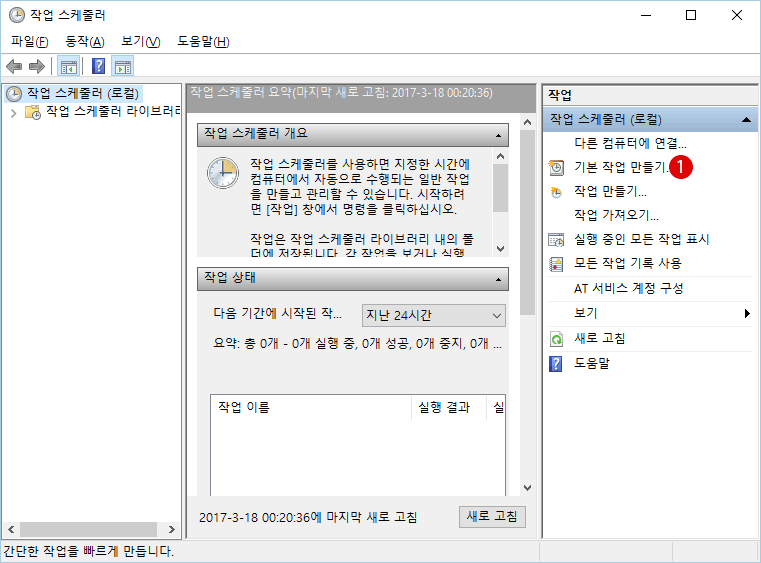 작업 스케줄러
파일(F) 동작(A) 보기(V) 도움말(H)
작업 스케줄러 (로컬)
작업 스케줄러 라이브러리
작업 스케줄러 요약(마지막 새로 고침: 2017-3-18 00:20:36)
작업 스케줄러 개요
작업 스케줄러를 사용하면 지정한 시간에
컴퓨터에서 자동으로 수행되는 일반 작업
을 만들고 관리할 수 있습니다. 시작하려
면 [작업] 창에서 명령을 클릭하십시오.
작업은 작업 스케줄러 라이브러리 내의 폴
더에 저장됩니다. 각 작업을 보거나 실행
작업 상태
다음 기간에 시작된 작...
지난 24시간
요약: 총 0개 - 0개 실행 중, 0개 성공, 0개 중지, 0개 ...
작업 이름 실행 결과 실
2017-3-18 00:20:36에 마지막 새로 고침
새로 고침
작업
작업 스케줄러 (로컬)
다른 컴퓨터에 연결...
기본 작업 만들기.
1
작업 만들기...
작업 가져오기...
실행 중인 모든 작업 표시
모든 작업 기록 사용
AT 서비스 계정 구성
보기
새로 고침
도움말
간단한 작업을 빠르게 만듭니다.